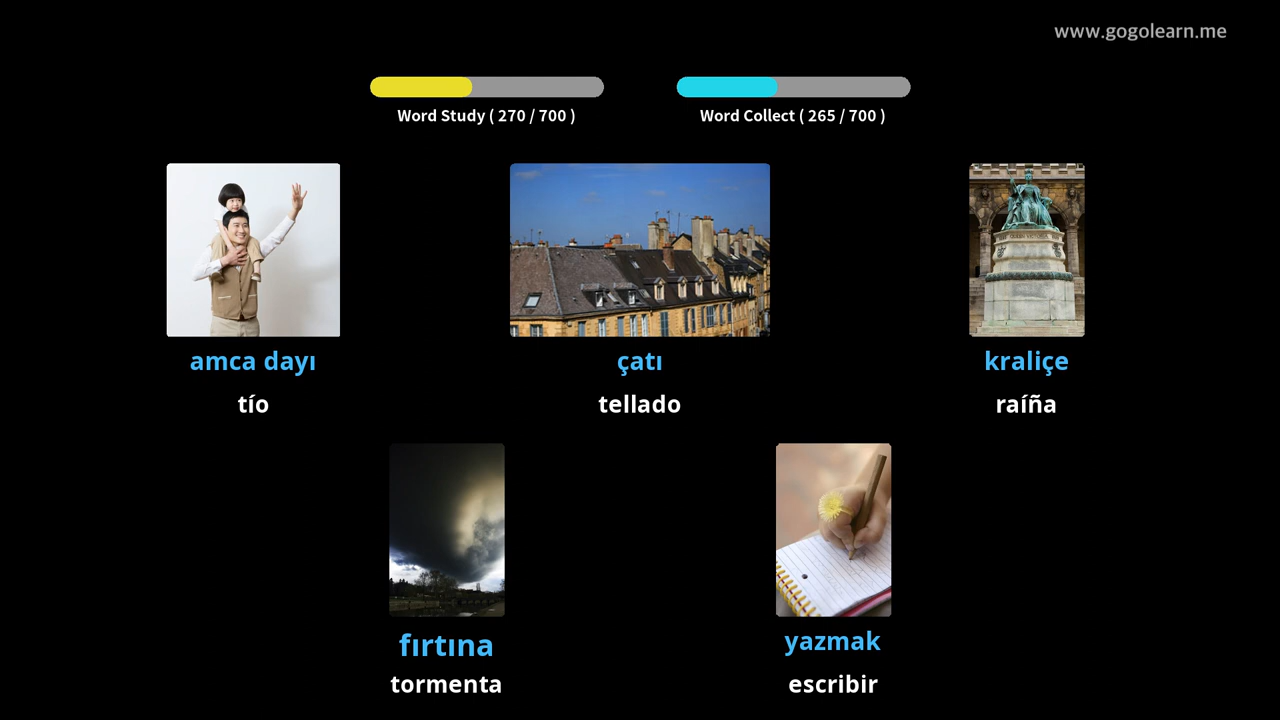 www.gogolearn.me
Word Study ( 270 / 700 )
Word Collect ( 265 / 700 )
amca dayı
tío
çatı
tellado
kraliçe
raíña
fırtına
tormenta
yazmak
escribir